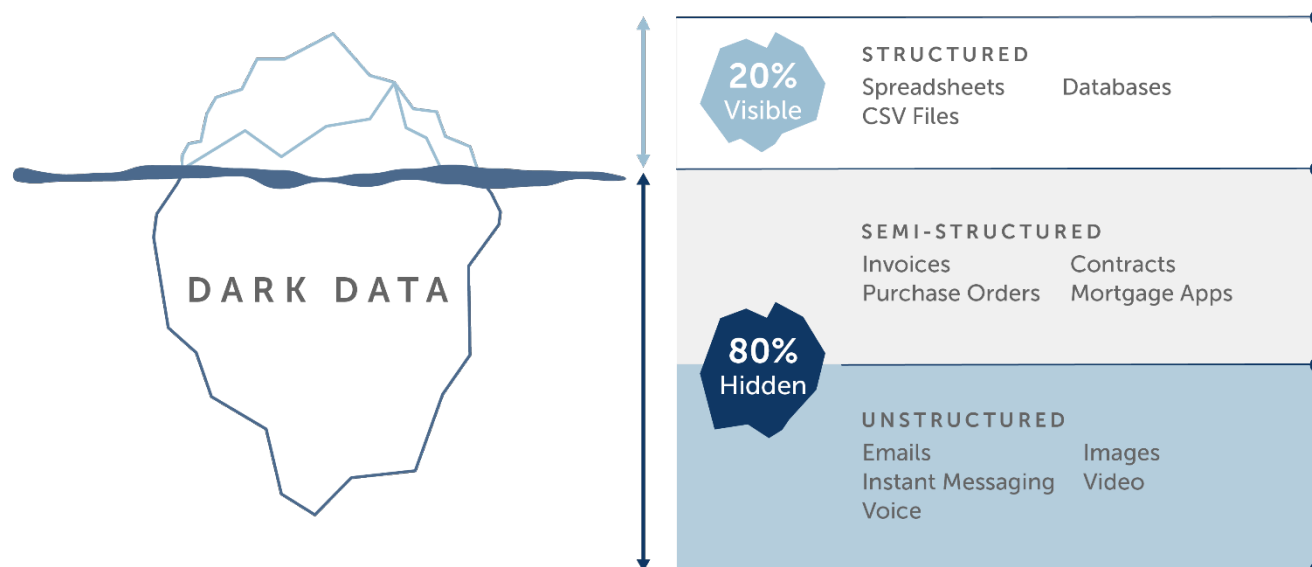 DARK DATA
20%
Visible
STRUCTURED
Spreadsheets Databases
CSV Files
80%
Hidden
SEMI-STRUCTURED
Invoices Contracts
Purchase Orders Mortgage Apps
UNSTRUCTURED
Emails Images
Instant Messaging Video
Voice